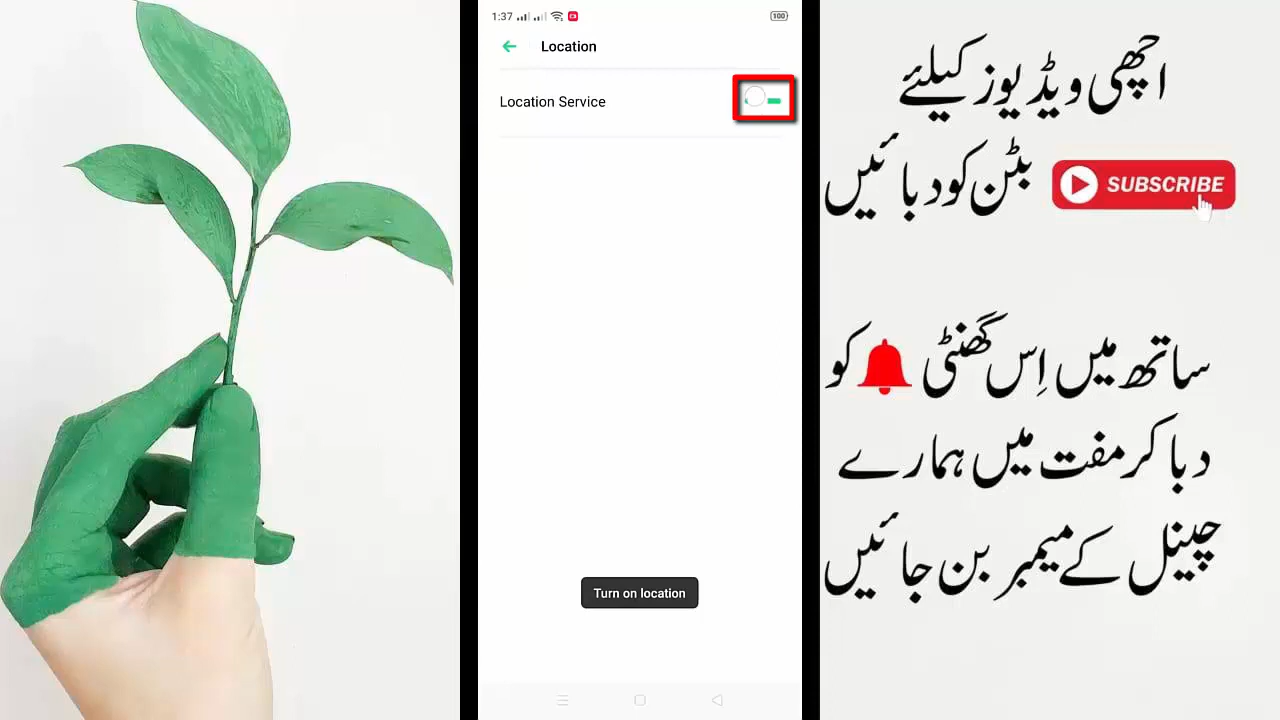 1:37
100
Location
Location Service
Turn on location
اچھی ویڈیوز کیلئے
بٹن کو دبائیں SUBSCRIBE
ساتھ میں اِس گھنٹی کو
دبا کر مفت میں ہمارے
چینل کے میمبر بن جائیں